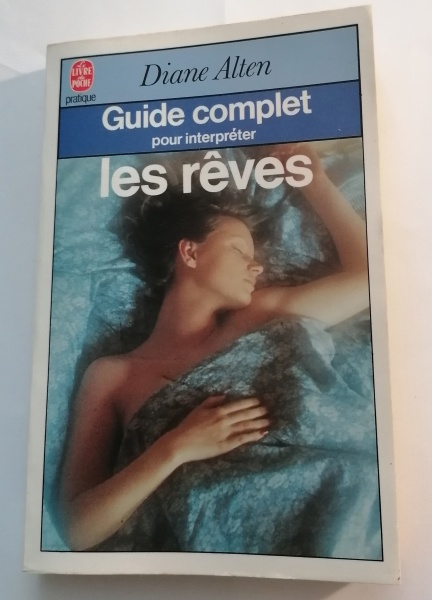 LE LIVRE
DE
POCHE
pratique
Diane Alten
Guide complet
pour interpréter
les rêves